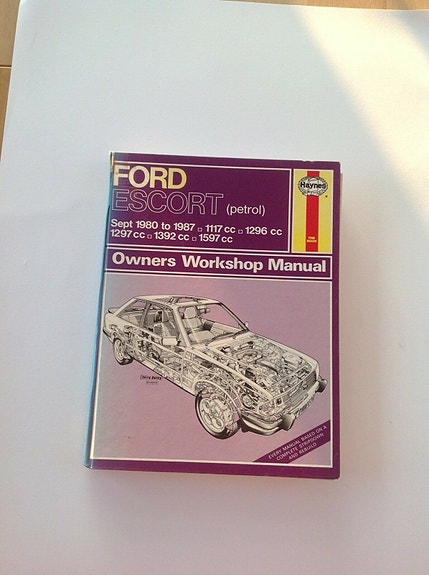 FORD
ESCORT (petrol)
Sept 1980 to 1987 □ 1117 cc □ 1296 cc
1297 cc □ 1392 cc □ 1597 cc
Haynes
Owners Workshop Manual
EVERY MANUAL BASED ON A
COMPLETE STRIPDOWN
AND REBUILD